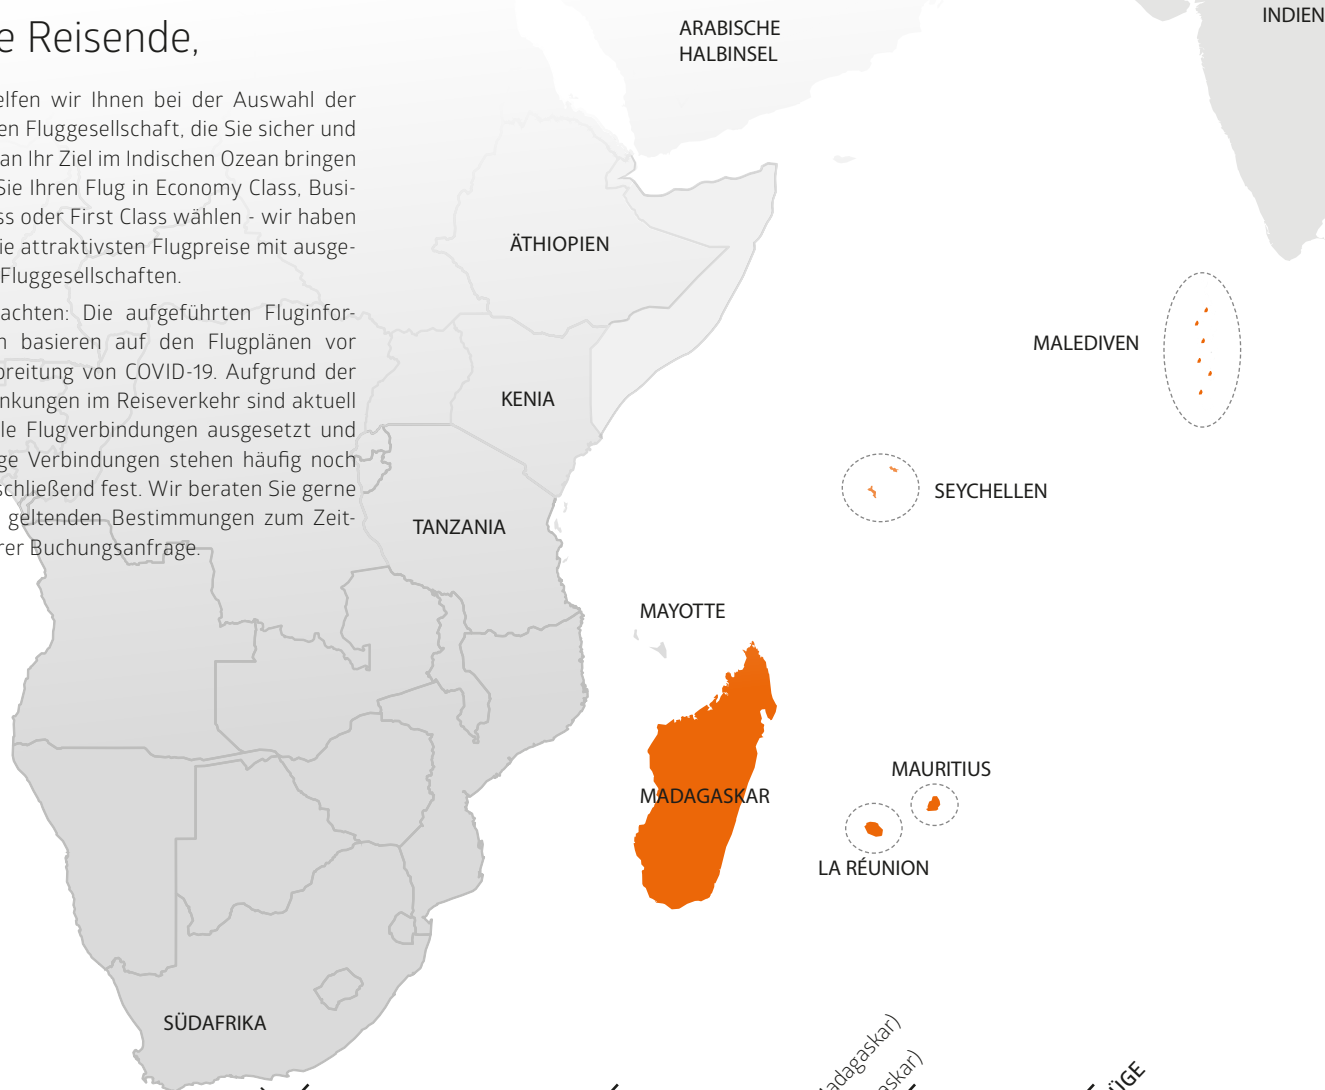 e Reisende,
elfen wir Ihnen bei der Auswahl der
en Fluggesellschaft, die Sie sicher und
an Ihr Ziel im Indischen Ozean bringen
Sie Ihren Flug in Economy Class, Busi-
ss oder First Class wählen - wir haben
ie attraktivsten Flugpreise mit ausge-
Fluggesellschaften.
achten: Die aufgeführten Fluginfor-
n basieren auf den Flugplänen vor
breitung von COVID-19. Aufgrund der
nkungen im Reiseverkehr sind aktuell
le Flugverbindungen ausgesetzt und
ge Verbindungen stehen häufig noch
schließend fest. Wir beraten Sie gerne
geltenden Bestimmungen zum Zeit-
rer Buchungsanfrage.
ARABISCHE
HALBINSEL
INDIEN
ÄTHIOPIEN
MALEDIVEN
KENIA
SEYCHELLEN
TANZANIA
MAYOTTE
MAURITIUS
MADAGASKAR
LA RÉUNION
SÜDAFRIKA
adagaskar)
askar)
ÜGE